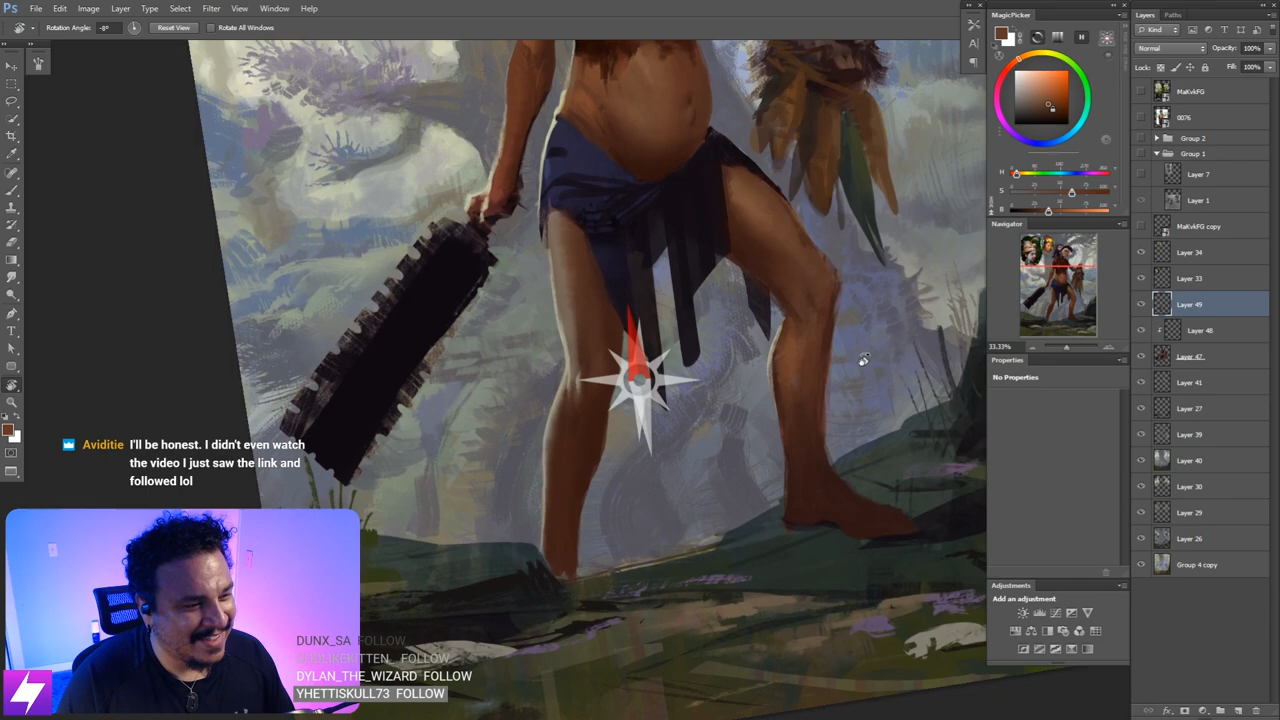 Ps File Edit Image Layer Type Select Filter View Window Help
Rotation Angle: -8° Reset View Rotate All Windows
MagicPicker
H
H
S
B
Navigator
33.33%
Properties
No Properties
Adjustments
Add an adjustment
Layers Paths
Kind
Normal Opacity: 100%
Lock: Fill: 100%
MaKvkFG
0076
Group 2
Group 1
Layer 7
Layer 1
MaKvkFG copy
Layer 34
Layer 33
Layer 49
Layer 48
Layer 47
Layer 41
Layer 27
Layer 39
Layer 40
Layer 30
Layer 29
Layer 26
Group 4 copy
Aviditie I'll be honest. I didn't even watch
the video I just saw the link and
followed lol
DUNX_SA FOLLOW
FOLLOW
DYLAN_THE_WIZARD FOLLOW
YHETTISKULL73 FOLLOW